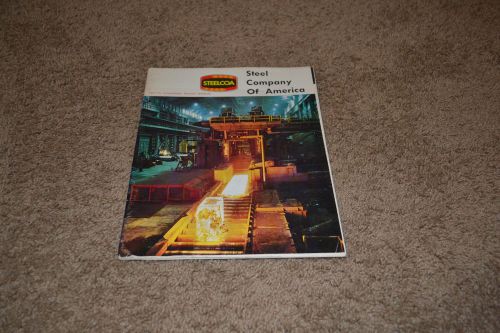 STEELCOA
Steel
Company
Of America